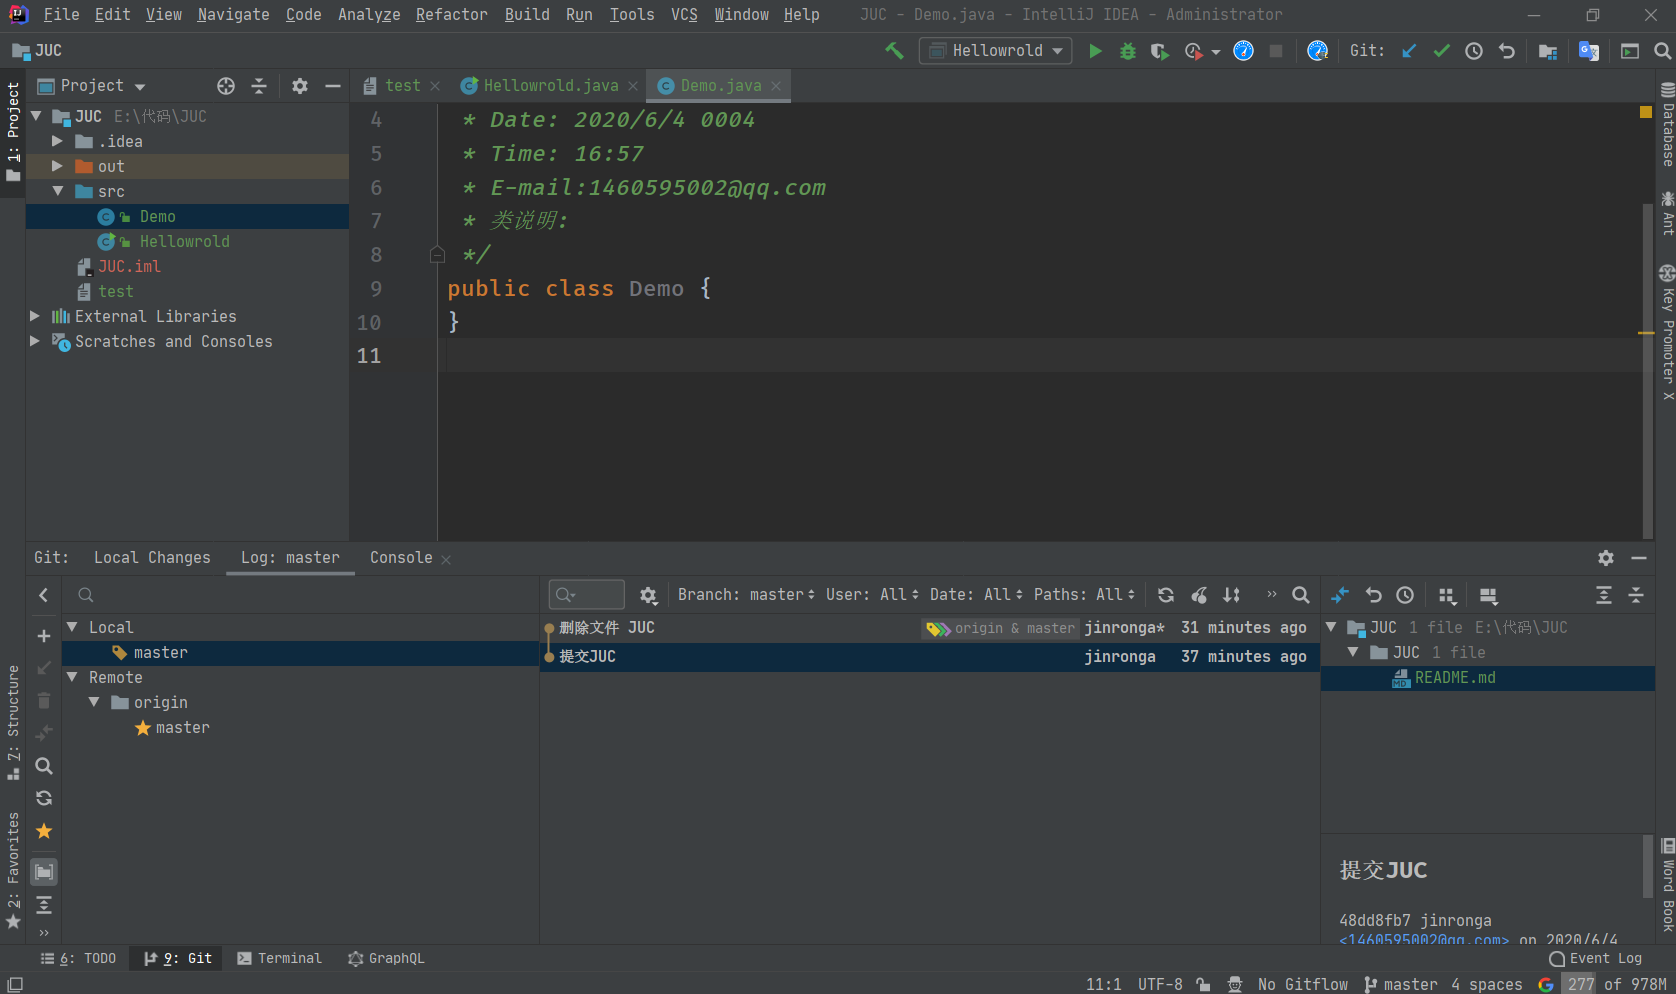 File Edit View Navigate Code Analyze Refactor Build Run Tools VCS Window Help JUC - Demo.java - IntelliJ IDEA - Administrator
JUC Hellowrold Git:
Project
test Hellowrold.java Demo.java
1: Project
JUC E:\代码\JUC
.idea
out
src
Demo
Hellowrold
JUC.iml
test
External Libraries
Scratches and Consoles
4 * Date: 2020/6/4 0004
5 * Time: 16:57
6 * E-mail:1460595002@qq.com
7 * 类说明:
8 */
9 public class Demo {
10 }
11
Database
Ant
Key Promoter X
Git: Local Changes Log: master Console
Branch: master User: All Date: All Paths: All
Local
master
Remote
origin
master
删除文件 JUC origin & master jinronga* 31 minutes ago
提交JUC jinronga 37 minutes ago
JUC 1 file E:\代码\JUC
JUC 1 file
README.md
提交JUC
48dd8fb7 jinronga
<1460595002@qq.com> on 2020/6/4
7: Structure
2: Favorites
Word Book
6: TODO 9: Git Terminal GraphQL Event Log
11:1 UTF-8 No Gitflow master 4 spaces 277 of 978M